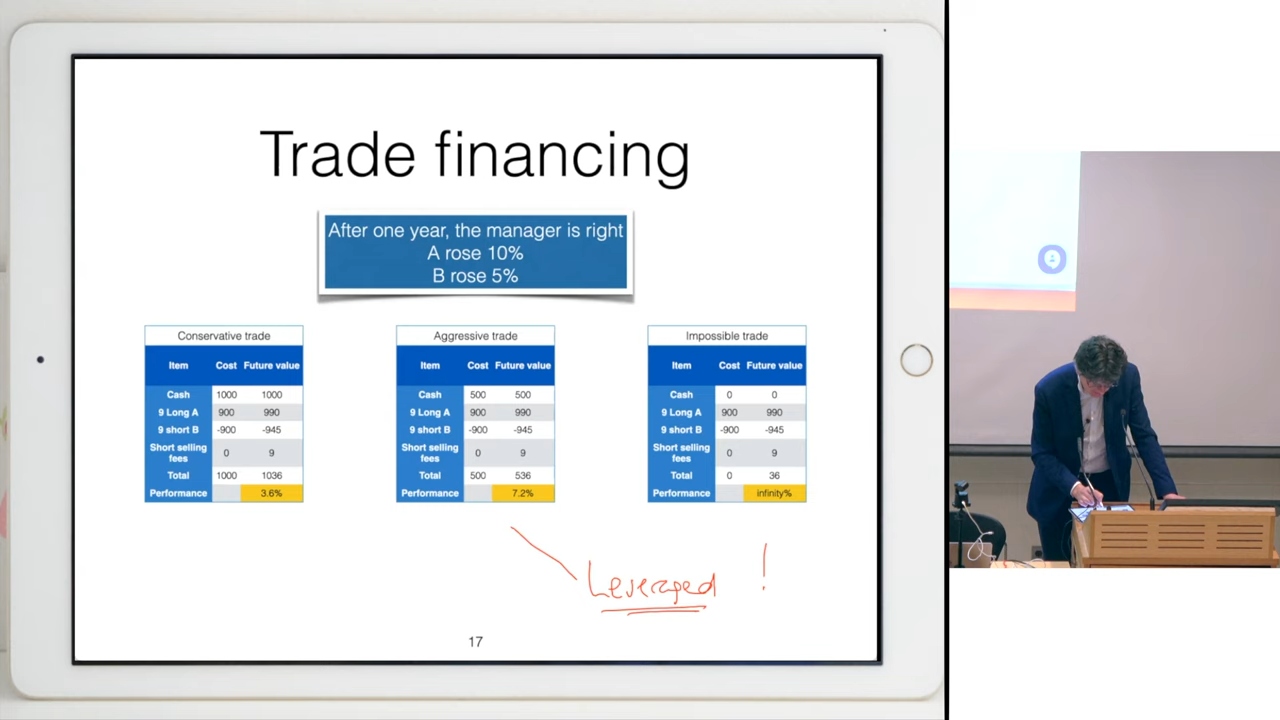 Trade financing
After one year, the manager is right
A rose 10%
B rose 5%
Conservative trade
Item Cost Future value
Cash 1000 1000
9 Long A 900 990
9 short B -900 -945
Short selling
fees 0 9
Total 1000 1036
Performance 3.6%
Aggressive trade
Item Cost Future value
Cash 500 500
9 Long A 900 990
9 short B -900 -945
Short selling
fees 0 9
Total 500 536
Performance 7.2%
Impossible trade
Item Cost Future value
Cash 0 0
9 Long A 900 990
9 short B -900 -945
Short selling
fees 0 9
Total 0 36
Performance infinity%
Leveraged !
17